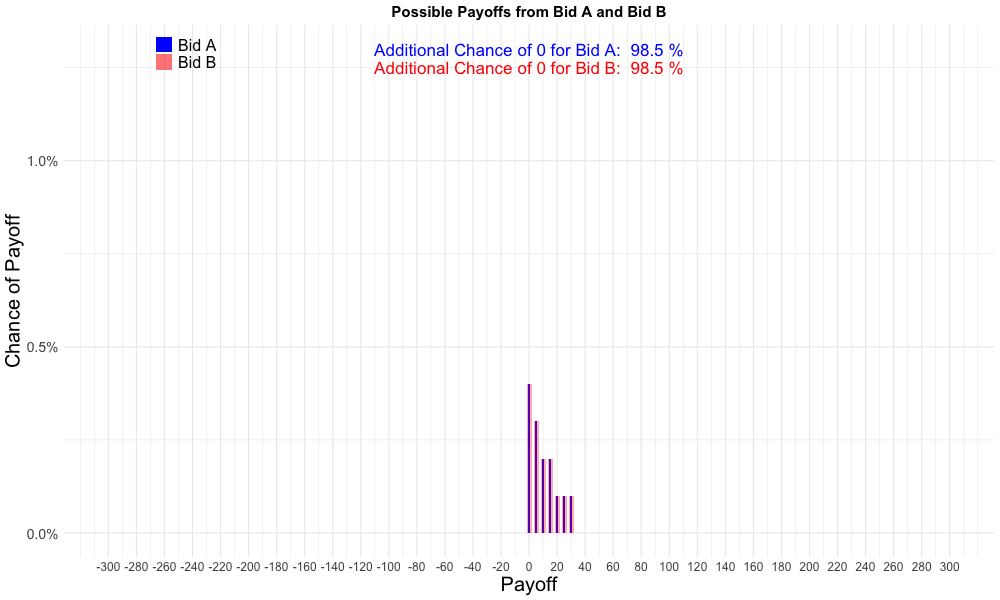 Possible Payoffs from Bid A and Bid B
Bid A
Bid B
Additional Chance of 0 for Bid A:  98.5 %
Additional Chance of 0 for Bid B:  98.5 %
Chance of Payoff
1.0%
0.5%
0.0%
-300 -280 -260 -240 -220 -200 -180 -160 -140 -120 -100 -80 -60 -40 -20 0 20 40 60 80 100 120 140 160 180 200 220 240 260 280 300
Payoff